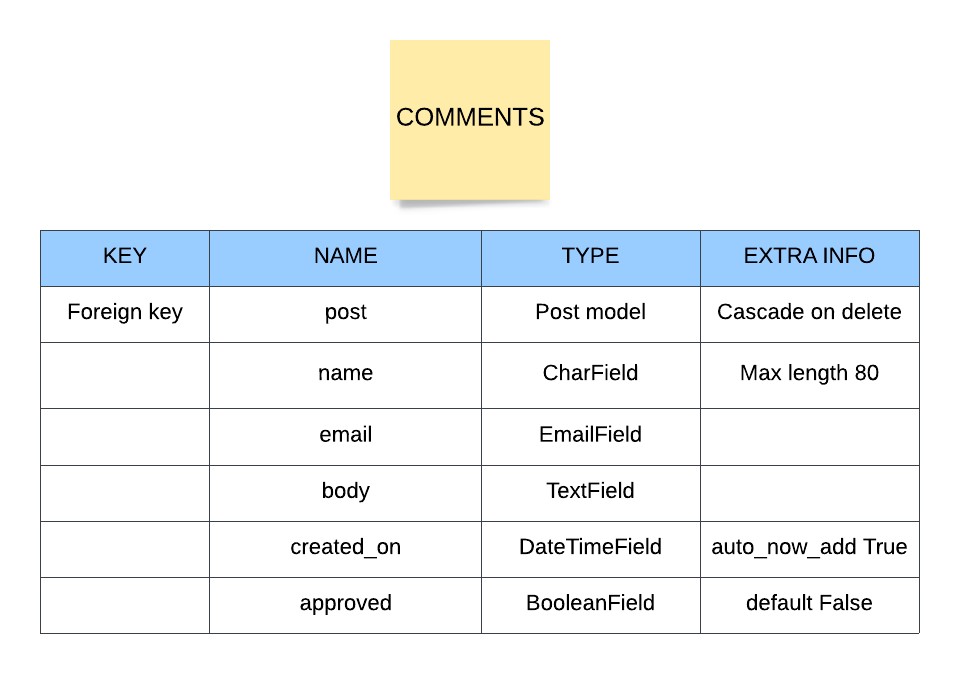 COMMENTS
KEY NAME TYPE EXTRA INFO
Foreign key post Post model Cascade on delete
name CharField Max length 80
email EmailField
body TextField
created_on DateTimeField auto_now_add True
approved BooleanField default False